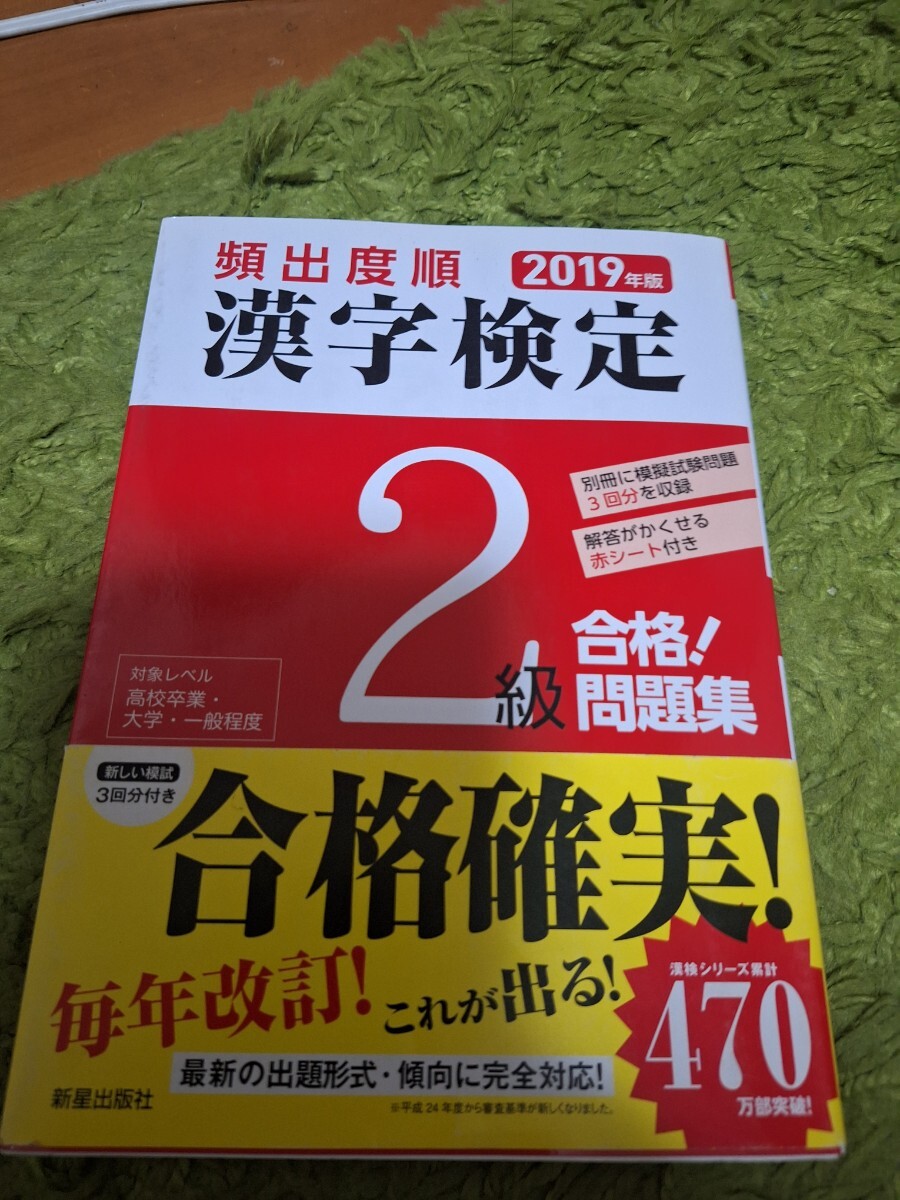 頻出度順
2019年版
漢字検定
別冊に模擬試験問題
3回分を収録
解答がかくせる
赤シート付き
2級
合格!
問題集
対象レベル
高校卒業・
大学・一般程度
新しい模試
3回分付き
合格確実!
毎年改訂!
これが出る!
漢検シリーズ累計
470
万部突破!
最新の出題形式・傾向に完全対応!
※平成24年度から審査基準が新しくなりました。
新星出版社